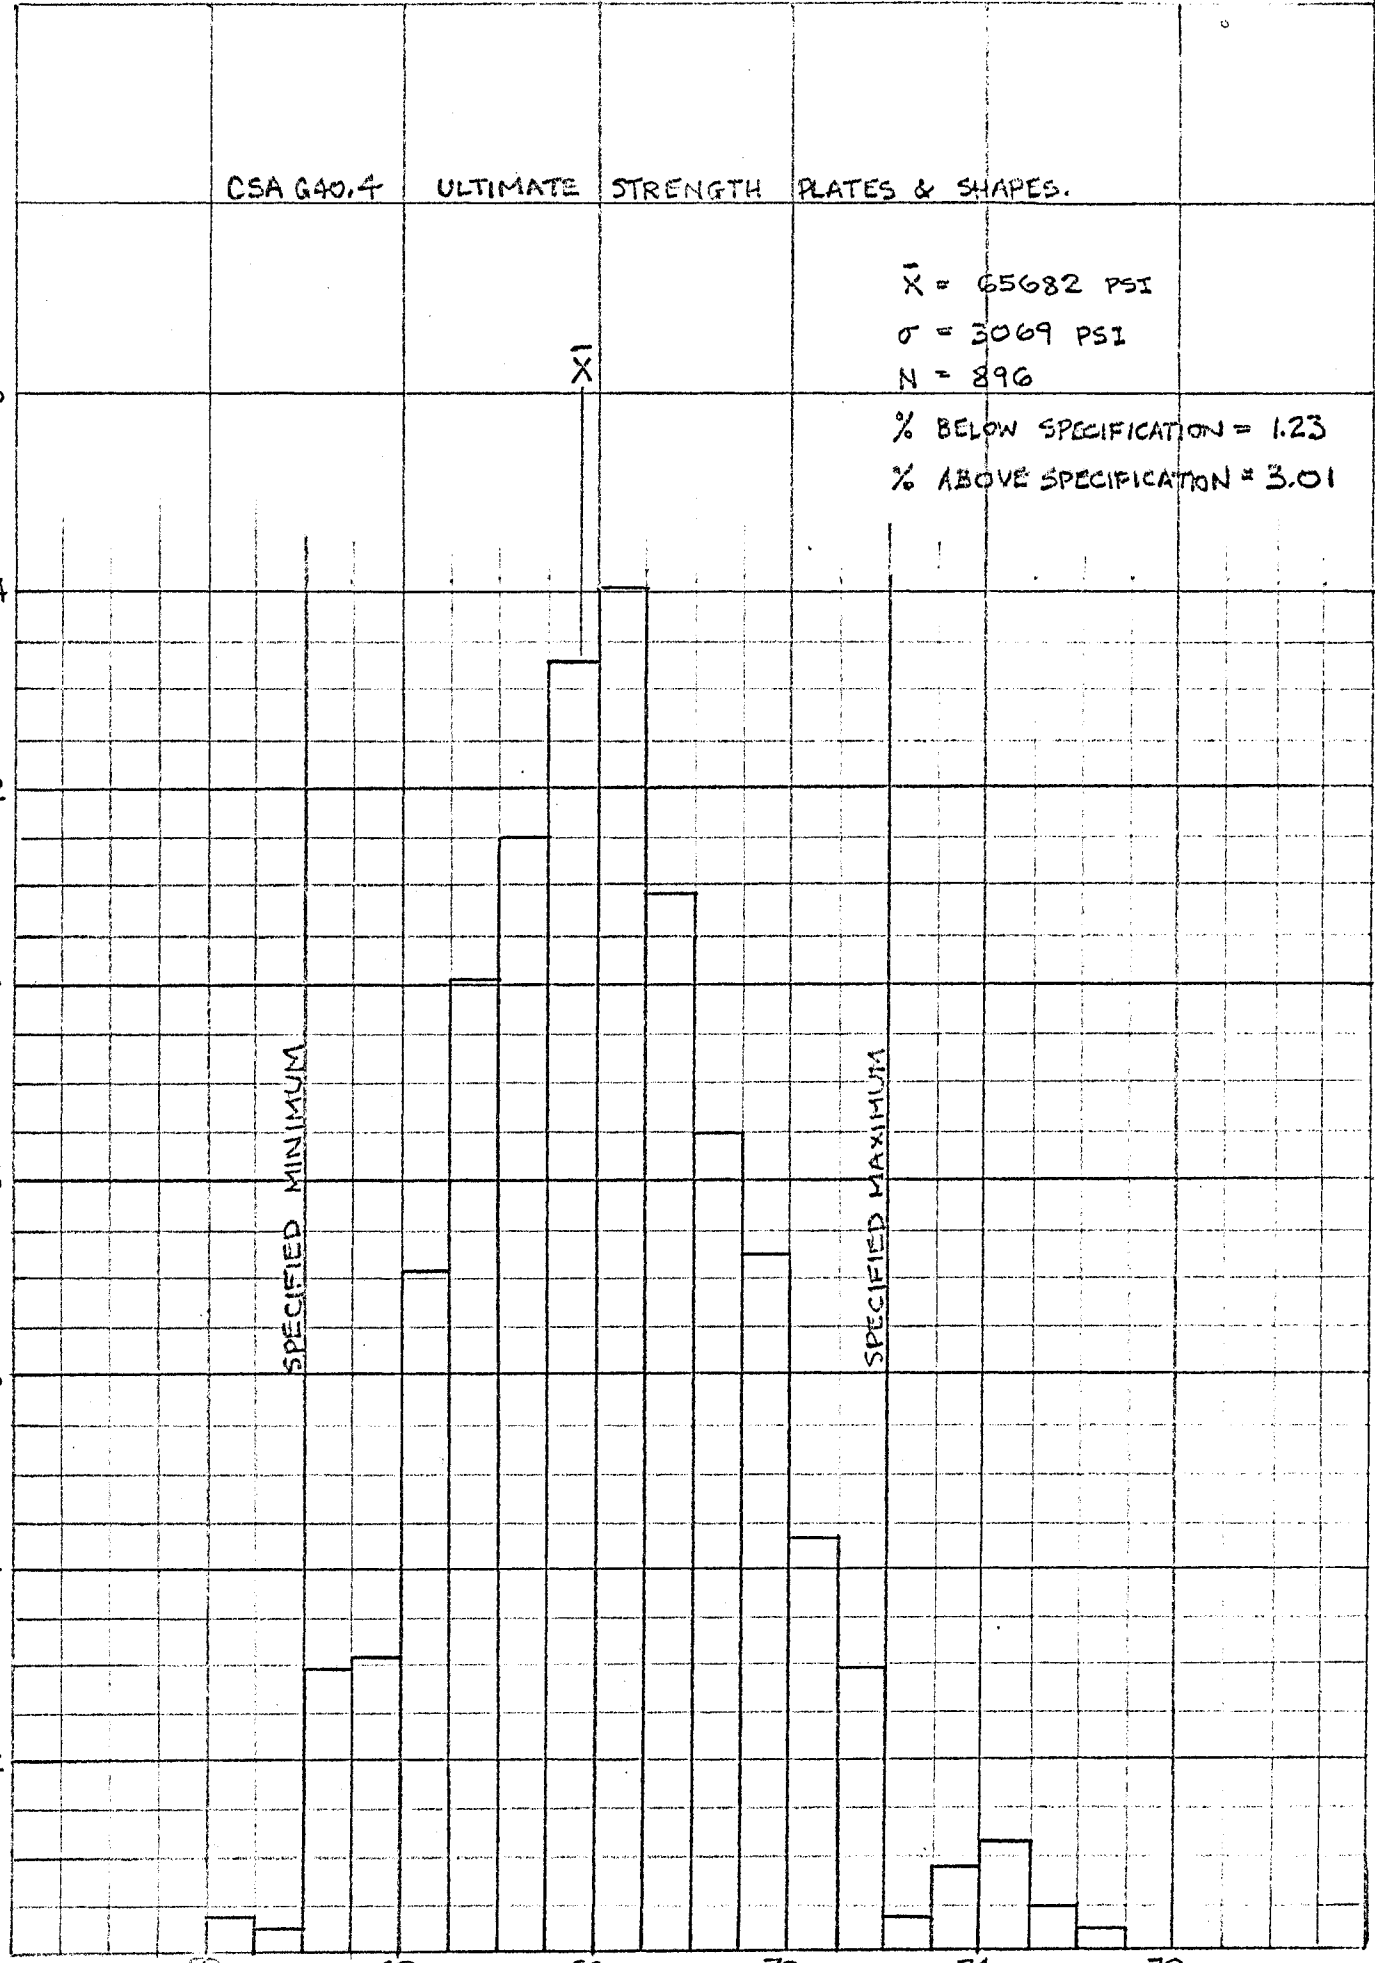 CSA G40.4 ULTIMATE STRENGTH PLATES & SHAPES.
X̄ = 65682 PSI
σ = 3069 PSI
N = 896
% BELOW SPECIFICATION = 1.23
% ABOVE SPECIFICATION = 3.01
X̄
SPECIFIED MINIMUM
SPECIFIED MAXIMUM